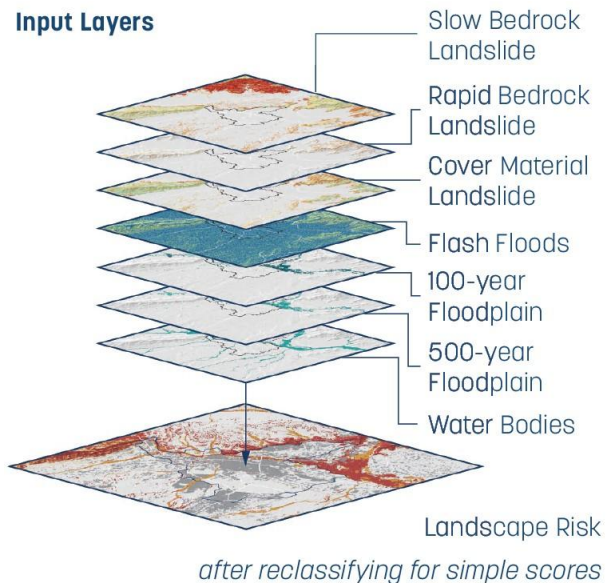 Input Layers
Slow Bedrock
Landslide
Rapid Bedrock
Landslide
Cover Material
Landslide
Flash Floods
100-year
Floodplain
500-year
Floodplain
Water Bodies
Landscape Risk
after reclassifying for simple scores